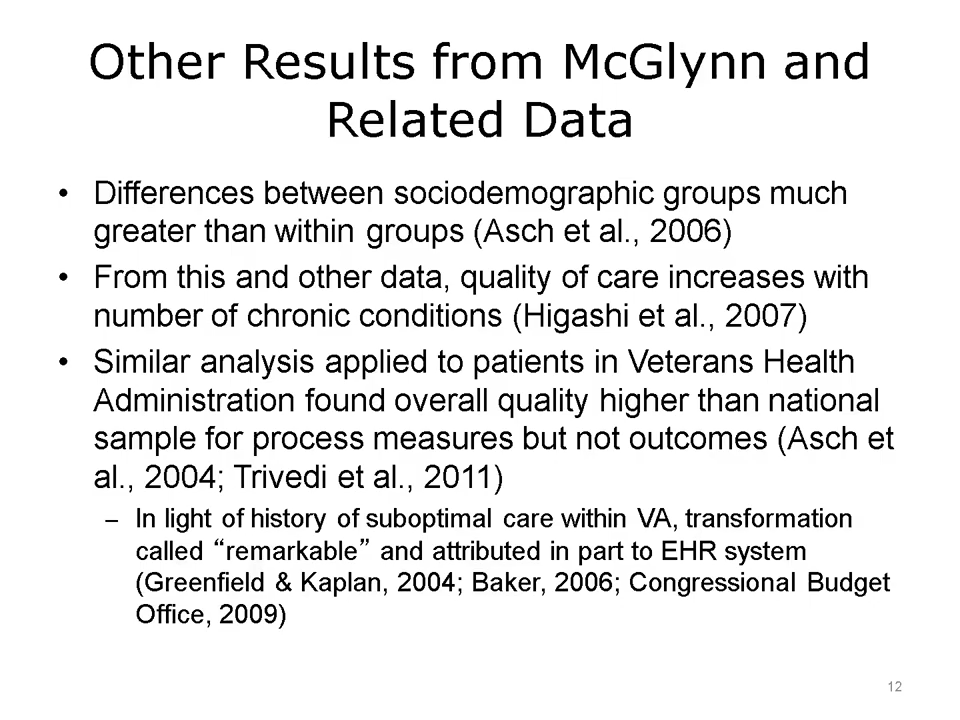 Other Results from McGlynn and
Related Data
• Differences between sociodemographic groups much
greater than within groups (Asch et al., 2006)
• From this and other data, quality of care increases with
number of chronic conditions (Higashi et al., 2007)
• Similar analysis applied to patients in Veterans Health
Administration found overall quality higher than national
sample for process measures but not outcomes (Asch et
al., 2004; Trivedi et al., 2011)
– In light of history of suboptimal care within VA, transformation
called “remarkable” and attributed in part to EHR system
(Greenfield & Kaplan, 2004; Baker, 2006; Congressional Budget
Office, 2009)
12